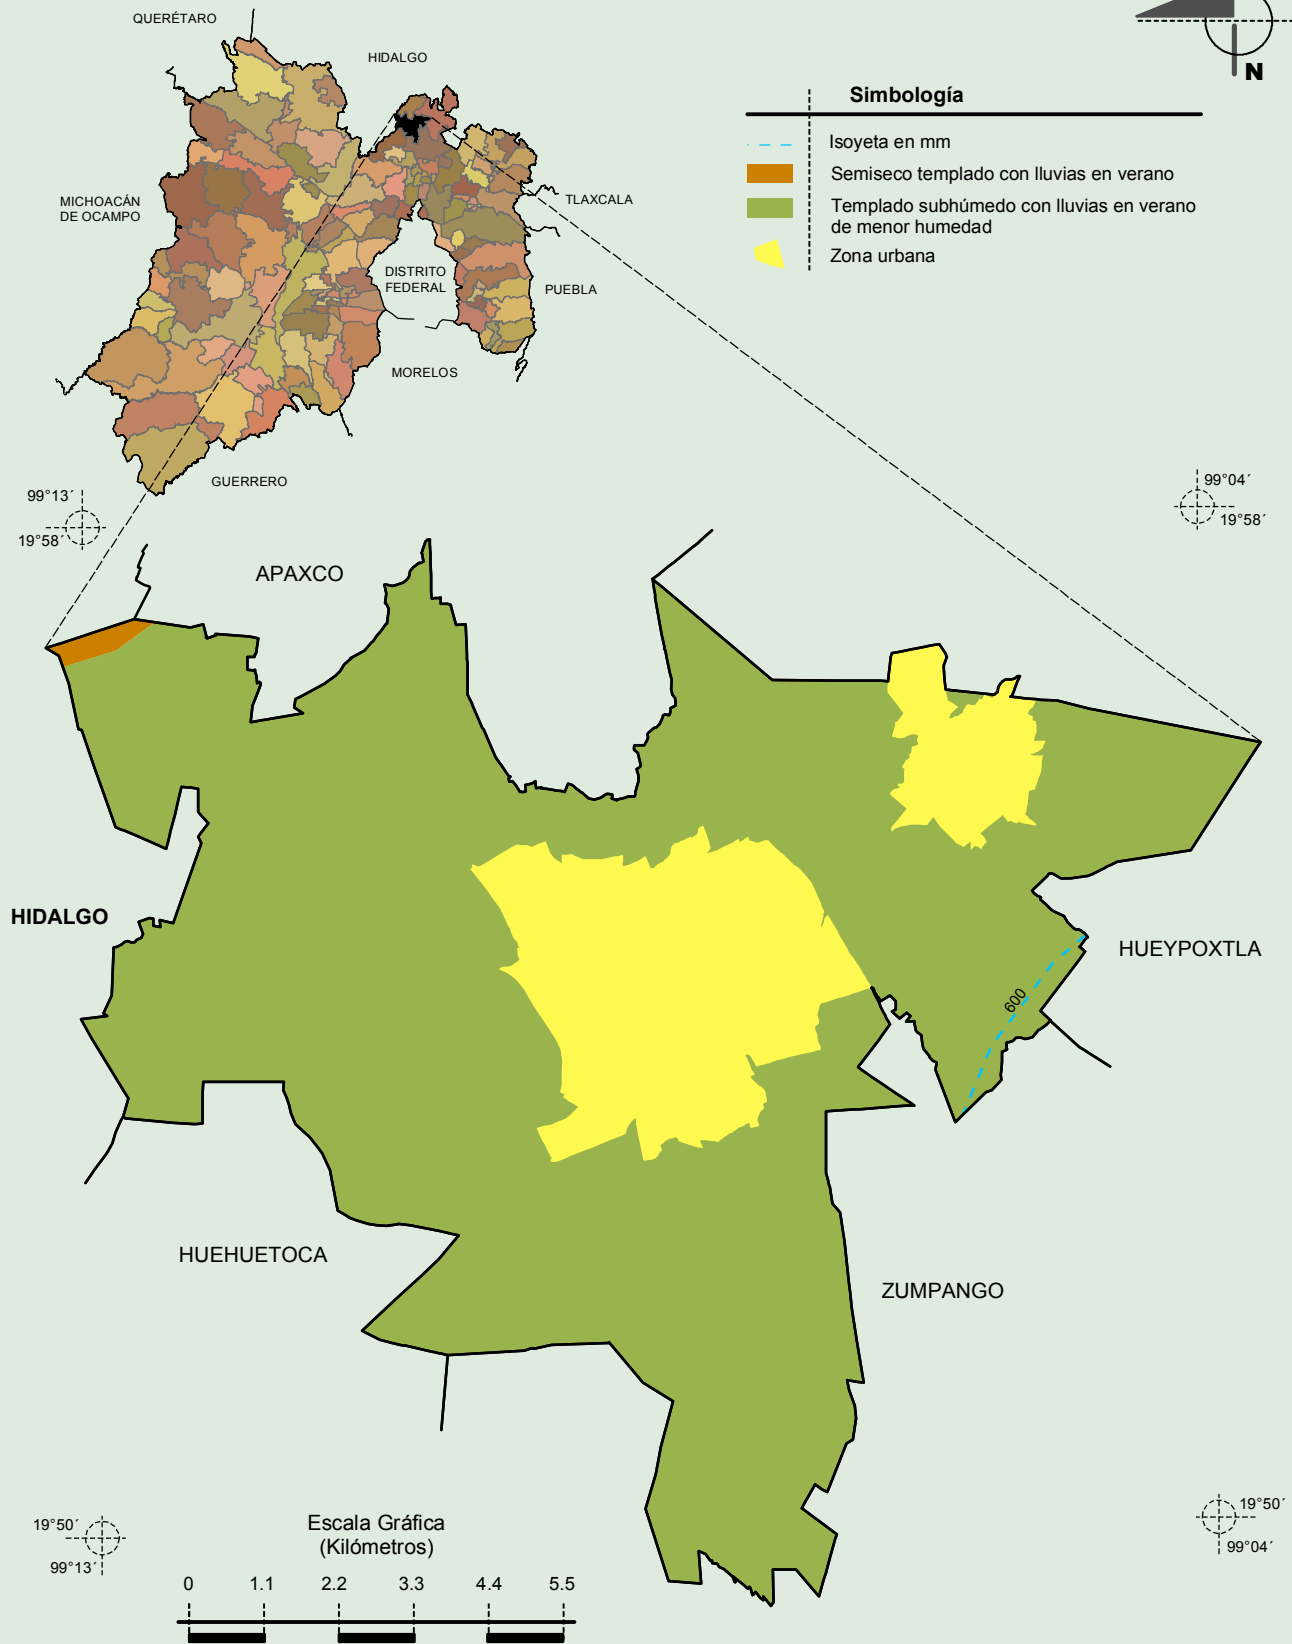 QUERÉTARO
HIDALGO
N
Simbología
Isoyeta en mm
Semiseco templado con lluvias en verano
Templado subhúmedo con lluvias en verano
de menor humedad
Zona urbana
MICHOACÁN
DE OCAMPO
TLAXCALA
DISTRITO
FEDERAL
PUEBLA
MORELOS
GUERRERO
99°13´
19°58´
99°04´
19°58´
APAXCO
HIDALGO
HUEYPOXTLA
600
HUEHUETOCA
ZUMPANGO
19°50´
99°13´
19°50´
99°04´
Escala Gráfica
(Kilómetros)
0 1.1 2.2 3.3 4.4 5.5